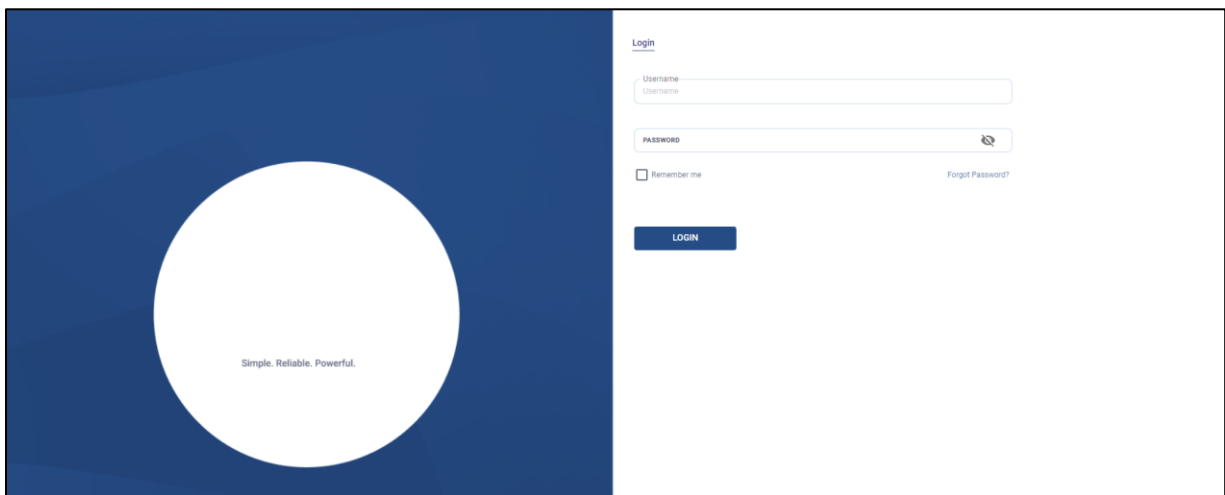 Login
Username
Username
PASSWORD
Remember me
Forgot Password?
LOGIN
Simple. Reliable. Powerful.